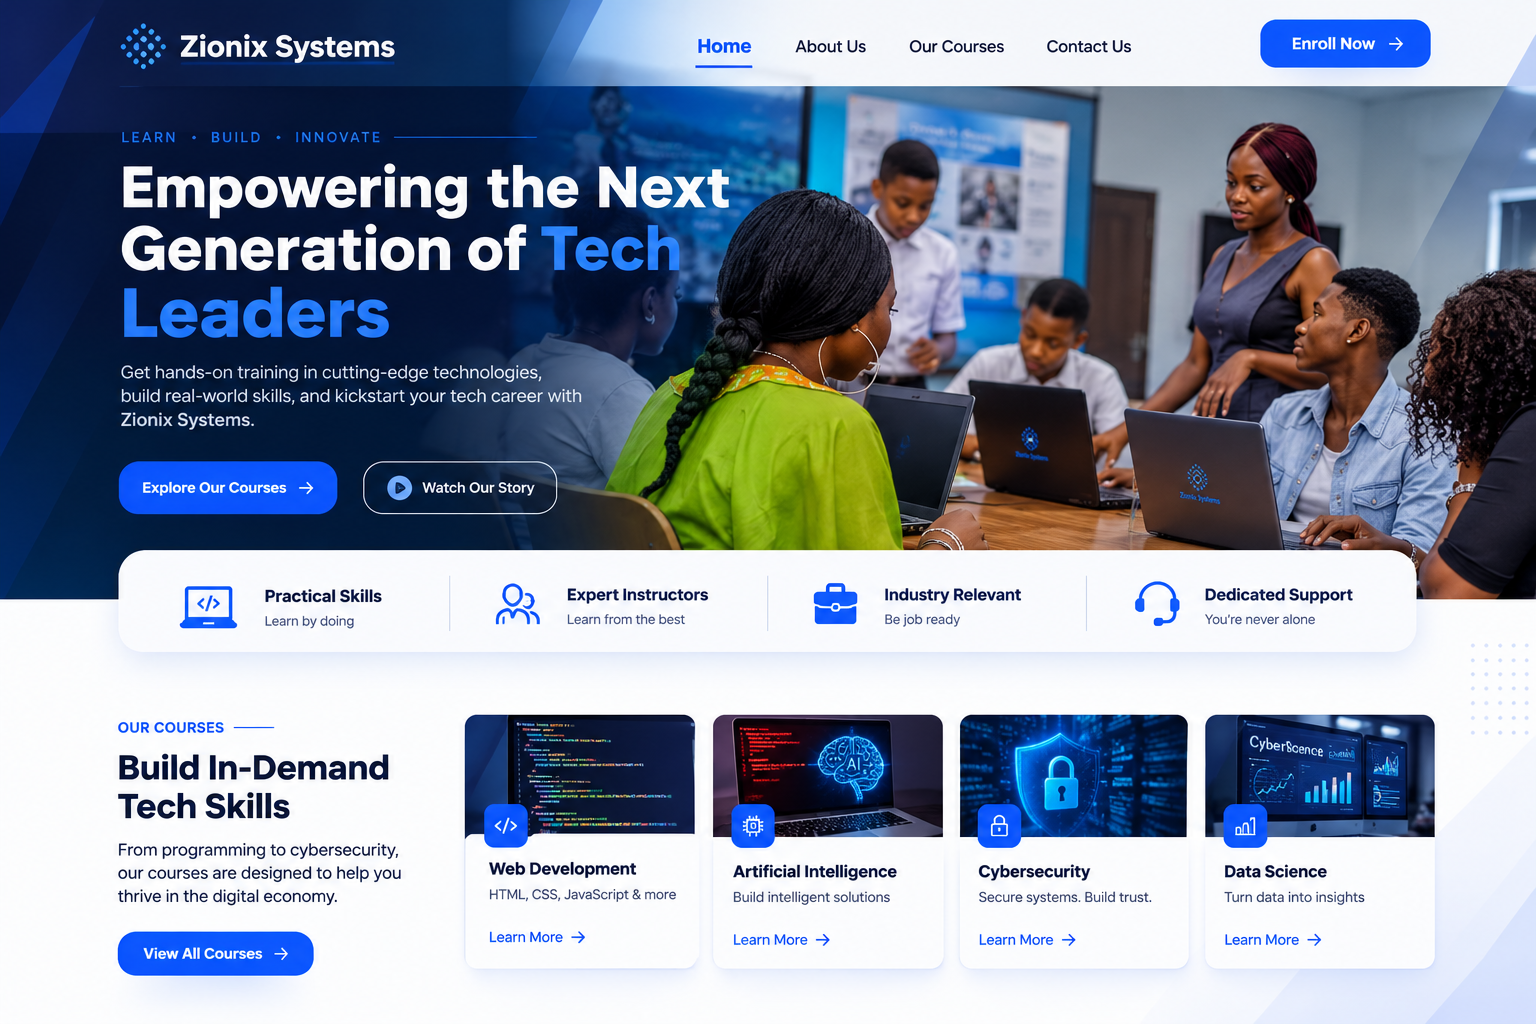 Zionix Systems
Home
About Us
Our Courses
Contact Us
Enroll Now
LEARN • BUILD • INNOVATE
Empowering the Next
Generation of Tech
Leaders
Get hands-on training in cutting-edge technologies,
build real-world skills, and kickstart your tech career with
Zionix Systems.
Explore Our Courses
Watch Our Story
Zionix Systems
Zionix Systems
Practical Skills
Learn by doing
Expert Instructors
Learn from the best
Industry Relevant
Be job ready
Dedicated Support
You're never alone
OUR COURSES
Build In-Demand
Tech Skills
From programming to cybersecurity,
our courses are designed to help you
thrive in the digital economy.
View All Courses
</>
Web Development
HTML, CSS, JavaScript & more
Learn More
AI
Artificial Intelligence
Build intelligent solutions
Learn More
Cybersecurity
Secure systems. Build trust.
Learn More
CyberScence
Data Science
Turn data into insights
Learn More